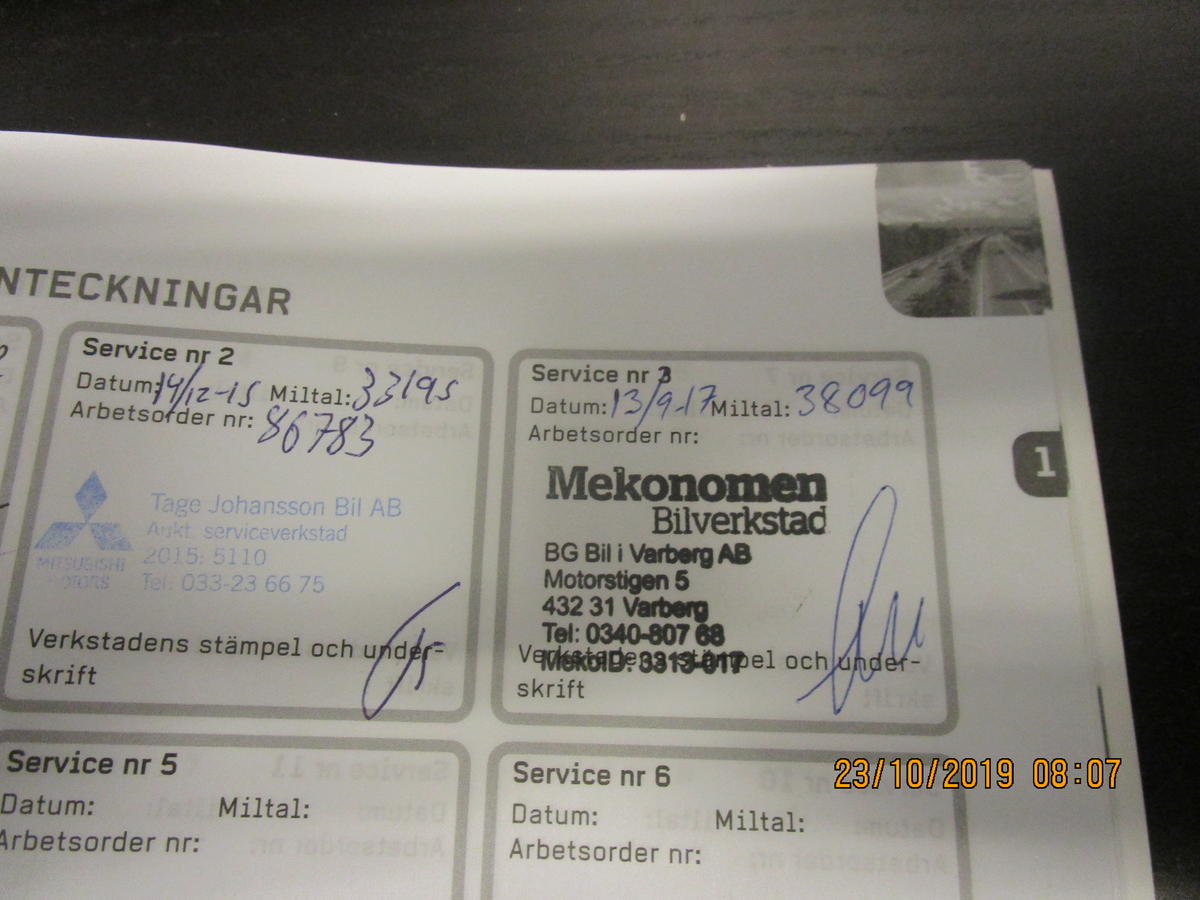 NTECKNINGAR
Service nr 2
Datum: 14/12-15 Miltal: 33195
Arbetsorder nr: 86783
MITSUBISHI
MOTORS
Tage Johansson Bil AB
Aukt. serviceverkstad
2015: 5110
Tel: 033-23 66 75
Verkstadens stämpel och under-
skrift
Service nr 3
Datum: 13/9-17 Miltal: 38099
Arbetsorder nr:
Mekonomen
Bilverkstad
BG Bil i Varberg AB
Motorstigen 5
432 31 Varberg
Tel: 0340-807 68
MekoID: 3313-017
Verkstadens stämpel och under-
skrift
1
Service nr 5
Datum: Miltal:
Arbetsorder nr:
Service nr 6
Datum: Miltal:
Arbetsorder nr:
23/10/2019 08:07